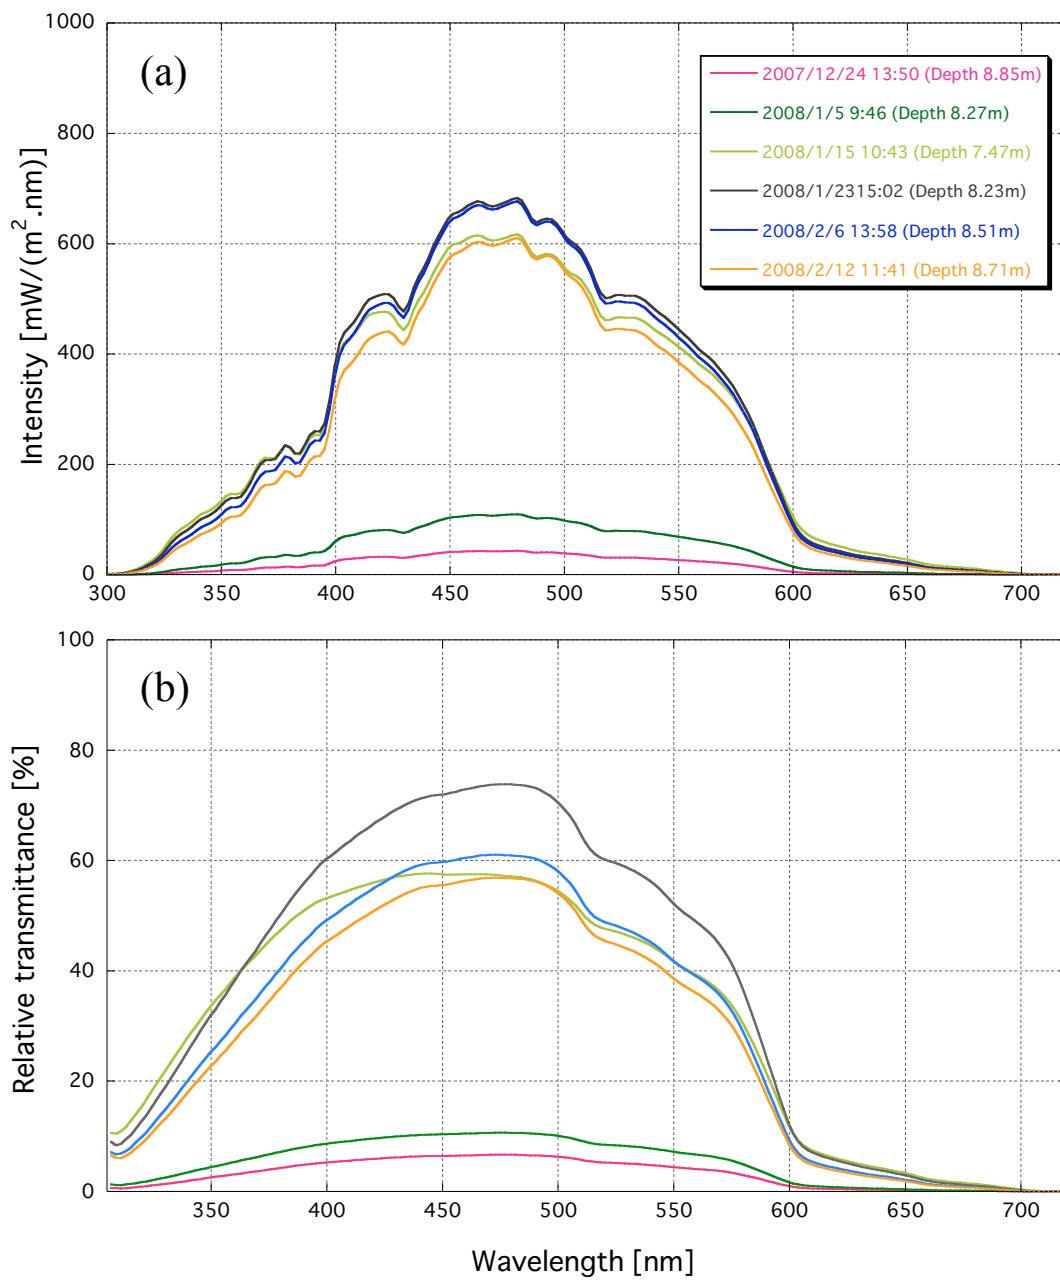 1000
(a)
2007/12/24 13:50 (Depth 8.85m)
2008/1/5 9:46 (Depth 8.27m)
2008/1/15 10:43 (Depth 7.47m)
2008/1/2315:02 (Depth 8.23m)
2008/2/6 13:58 (Depth 8.51m)
2008/2/12 11:41 (Depth 8.71m)
800
600
400
200
0
Intensity [mW/(m².nm)]
300 350 400 450 500 550 600 650 700
100
(b)
80
60
40
20
0
Relative transmittance [%]
350 400 450 500 550 600 650 700
Wavelength [nm]